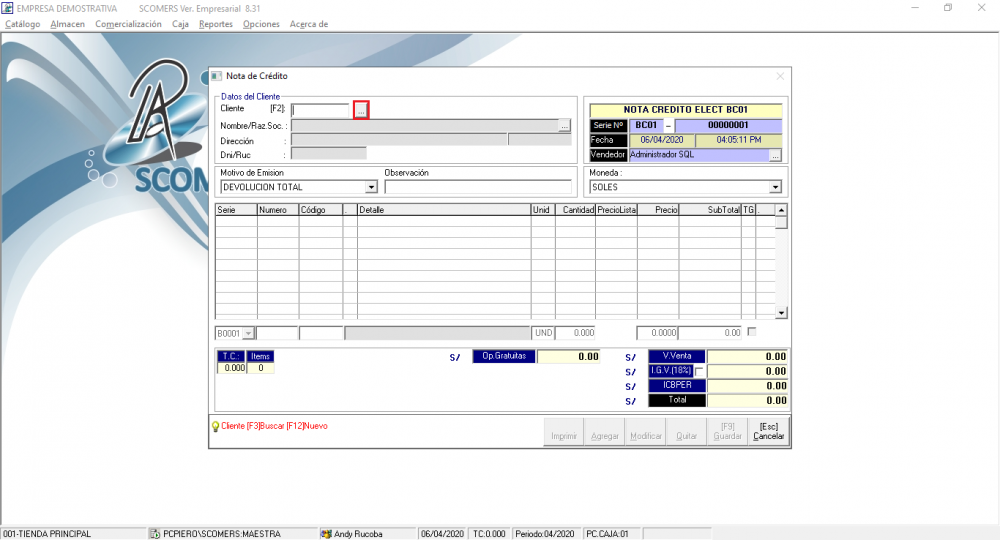 EMPRESA DEMOSTRATIVA SCOMERS Ver. Empresarial 8.31
Catálogo Almacen Comercialización Caja Reportes Opciones Acerca de
SCOM
Nota de Crédito
Datos del Cliente
Cliente [F2]: ...
Nombre/Raz.Soc. : ...
Dirección :
Dni/Ruc :
NOTA CREDITO ELECT BC01
Serie Nº BC01 - 00000001
Fecha 06/04/2020 04:05:11 PM
Vendedor Administrador SQL ...
Motivo de Emision Observación Moneda :
DEVOLUCION TOTAL SOLES
Serie Numero Código . Detalle Unid Cantidad PrecioLista Precio SubTotal TG .
B0001 UND 0.000 0.0000 0.00
T.C.: Items S/ Op.Gratuitas 0.00 S/ V.Venta 0.00
0.000 0 S/ I.G.V.(18%) 0.00
S/ ICBPER 0.00
S/ Total 0.00
Cliente [F3]Buscar [F12]Nuevo
Imprimir Agregar Modificar Quitar [F9] Guardar [Esc] Cancelar
001-TIENDA PRINCIPAL PCPIERO\SCOMERS:MAESTRA Andy Rucoba 06/04/2020 TC:0.000 Periodo:04/2020 PC.CAJA:01